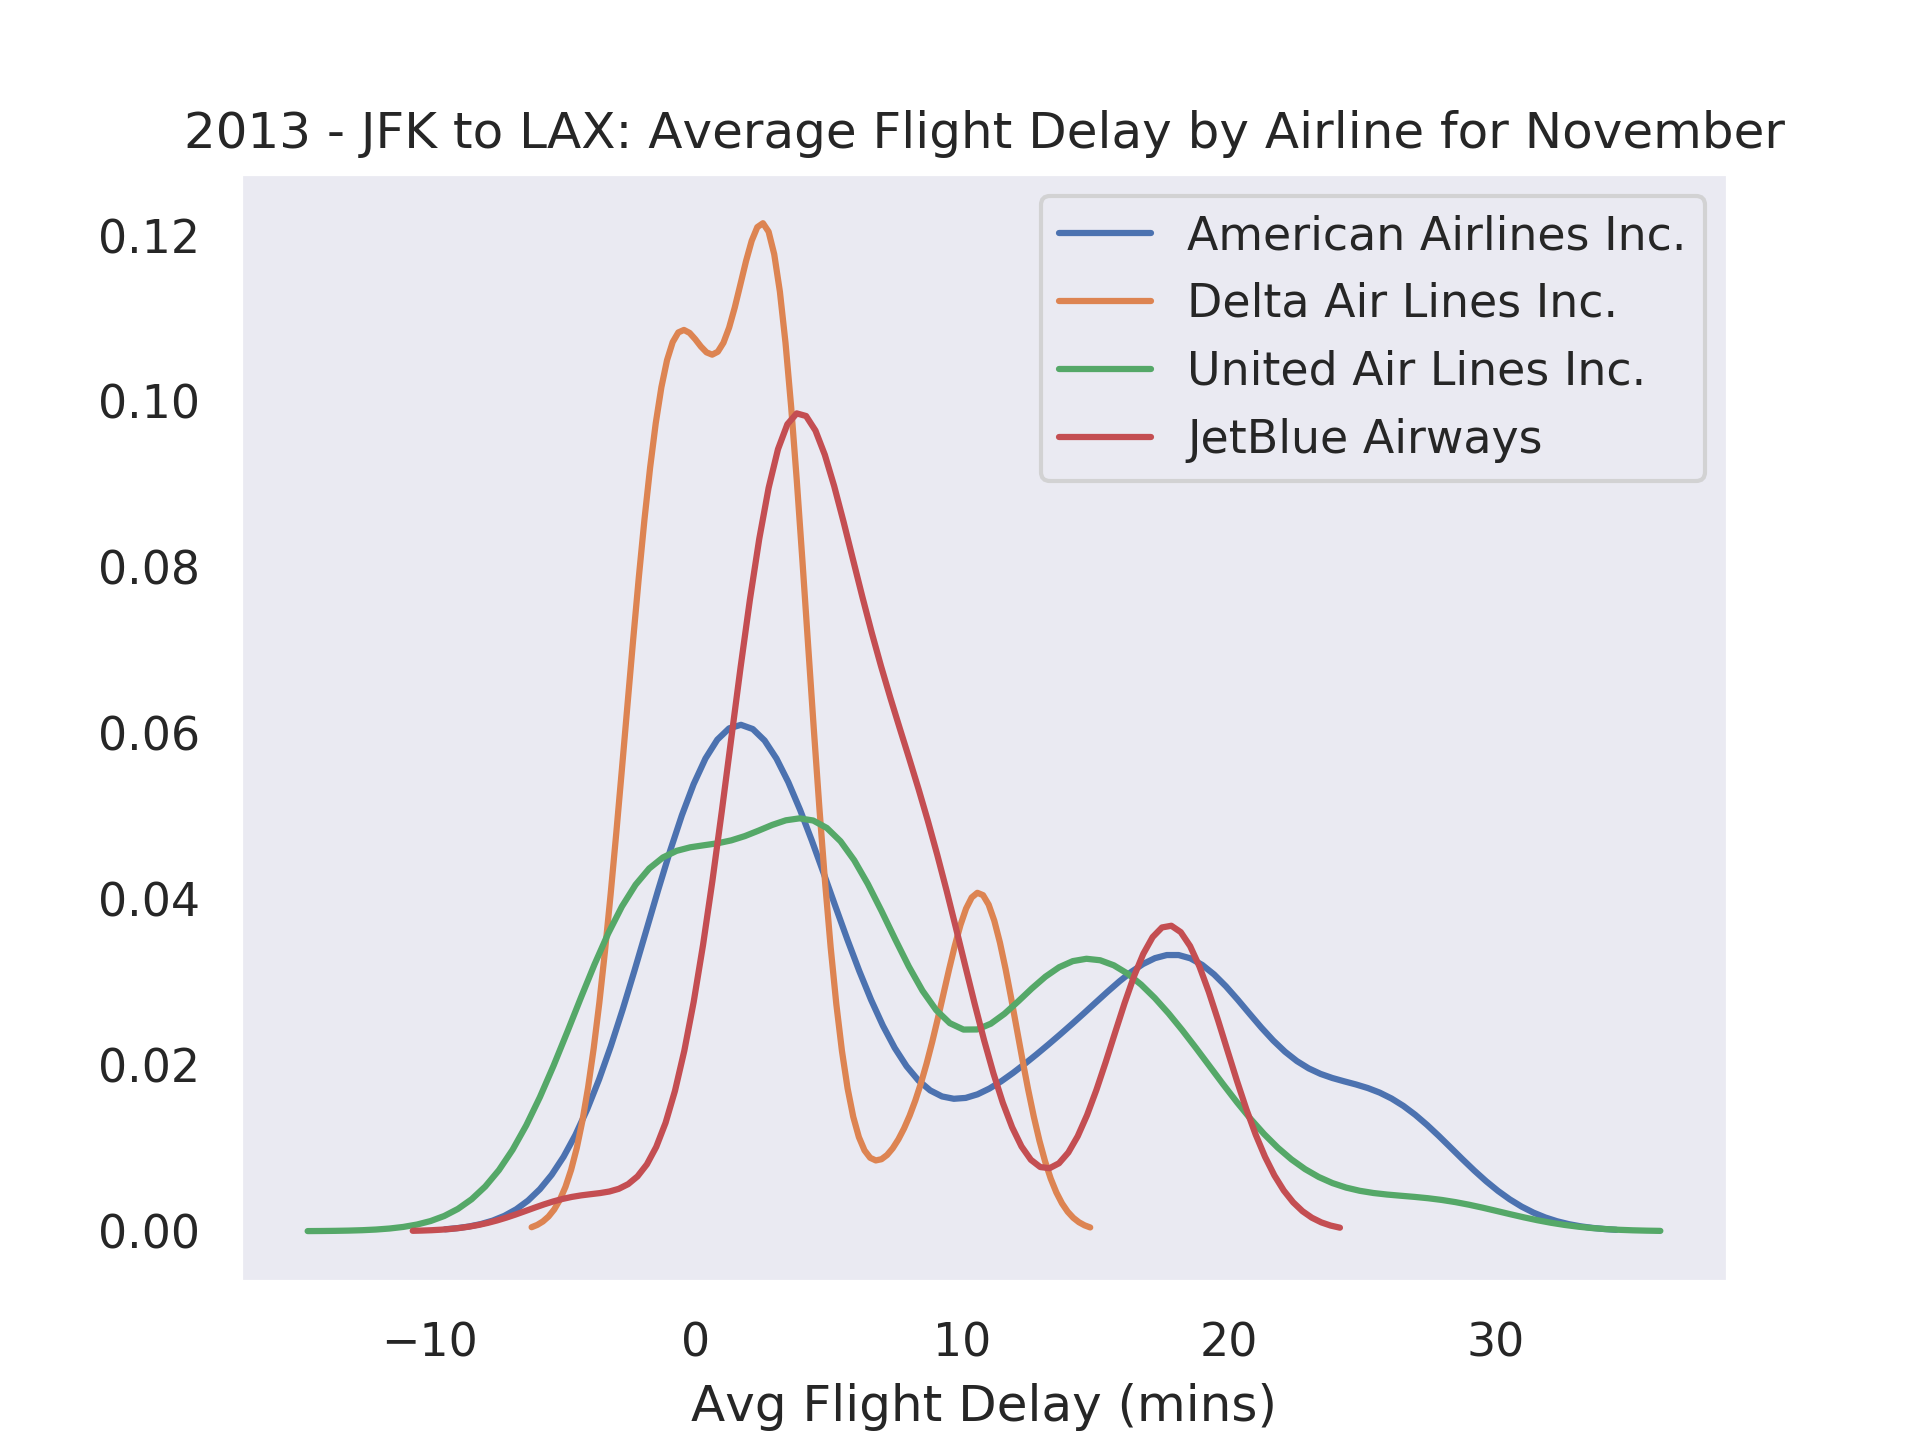 2013 - JFK to LAX: Average Flight Delay by Airline for November
American Airlines Inc.
Delta Air Lines Inc.
United Air Lines Inc.
JetBlue Airways
0.12
0.10
0.08
0.06
0.04
0.02
0.00
−10 0 10 20 30
Avg Flight Delay (mins)